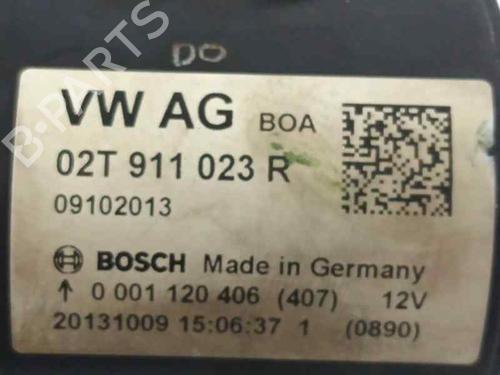 DO
VW AG BOA
02T 911 023 R
09102013
BOSCH Made in Germany
↑ 0 001 120 406 (407) 12V
20131009 15:06:37 1 (0890)
B-PARTS